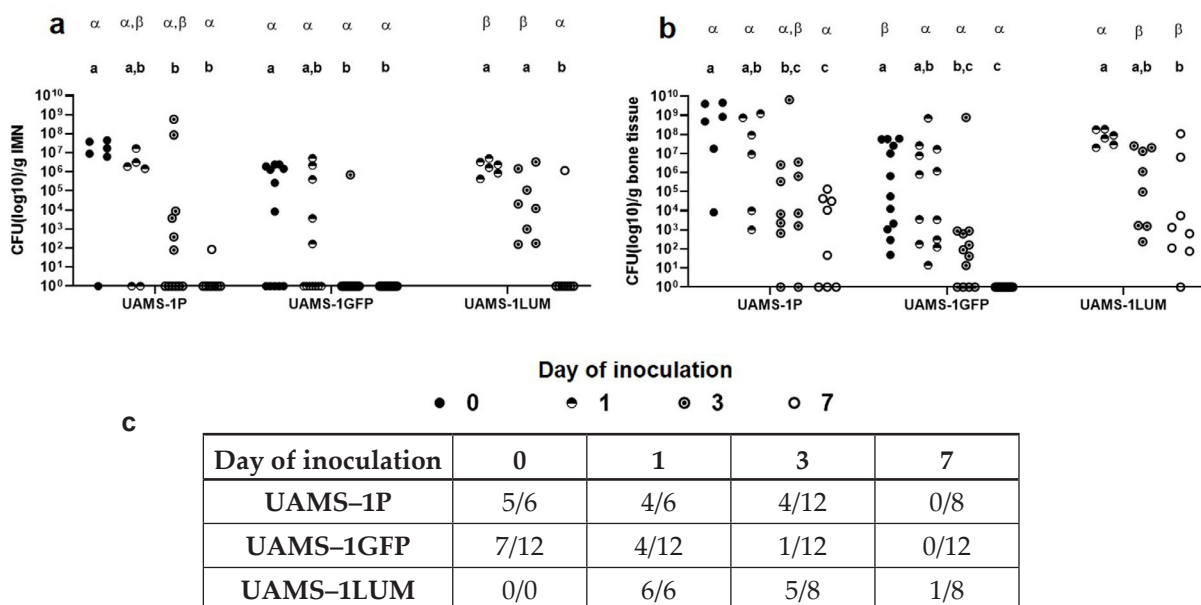 a
α α,β α,β α α α α α β β α
a a,b b b a a,b b b a a b
CFU(log10)/g IMN
10¹⁰
10⁹
10⁸
10⁷
10⁶
10⁵
10⁴
10³
10²
10¹
10⁰
UAMS-1P UAMS-1GFP UAMS-1LUM
b
α α α,β α β α α α α β β
a a,b b,c c a a,b b,c c a a,b b
CFU(log10)/g bone tissue
10¹⁰
10⁹
10⁸
10⁷
10⁶
10⁵
10⁴
10³
10²
10¹
10⁰
UAMS-1P UAMS-1GFP UAMS-1LUM
Day of inoculation
0 1 3 7
c
Day of inoculation 0 1 3 7
UAMS–1P 5/6 4/6 4/12 0/8
UAMS–1GFP 7/12 4/12 1/12 0/12
UAMS–1LUM 0/0 6/6 5/8 1/8